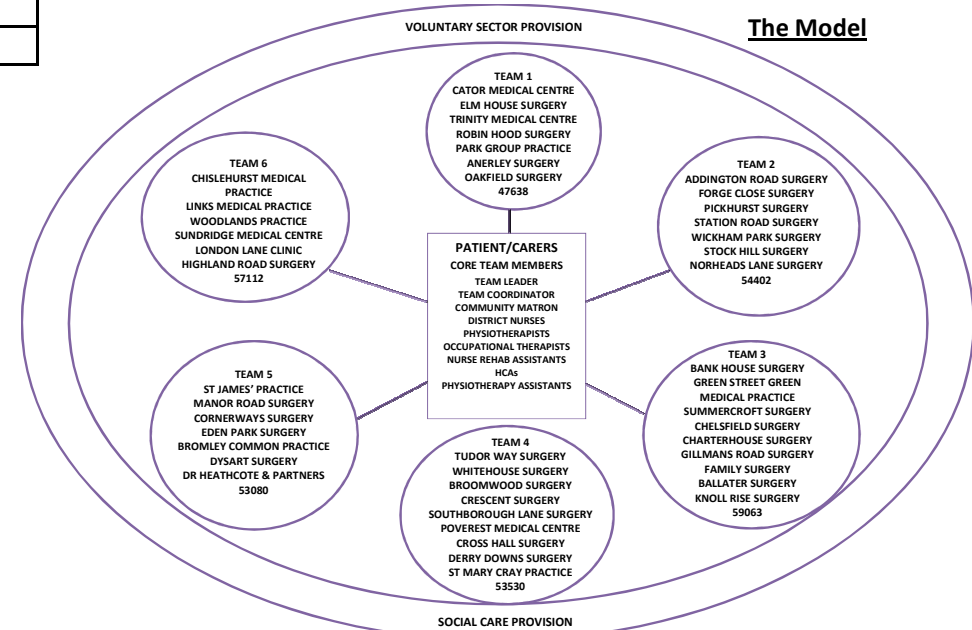 The Model
VOLUNTARY SECTOR PROVISION
TEAM 1
CATOR MEDICAL CENTRE
ELM HOUSE SURGERY
TRINITY MEDICAL CENTRE
ROBIN HOOD SURGERY
PARK GROUP PRACTICE
ANERLEY SURGERY
OAKFIELD SURGERY
47638
TEAM 6
CHISLEHURST MEDICAL
PRACTICE
LINKS MEDICAL PRACTICE
WOODLANDS PRACTICE
SUNDRIDGE MEDICAL CENTRE
LONDON LANE CLINIC
HIGHLAND ROAD SURGERY
57112
TEAM 2
ADDINGTON ROAD SURGERY
FORGE CLOSE SURGERY
PICKHURST SURGERY
STATION ROAD SURGERY
WICKHAM PARK SURGERY
STOCK HILL SURGERY
NORHEADS LANE SURGERY
54402
PATIENT/CARERS
CORE TEAM MEMBERS
TEAM LEADER
TEAM COORDINATOR
COMMUNITY MATRON
DISTRICT NURSES
PHYSIOTHERAPISTS
OCCUPATIONAL THERAPISTS
NURSE REHAB ASSISTANTS
HCAs
PHYSIOTHERAPY ASSISTANTS
TEAM 5
ST JAMES’ PRACTICE
MANOR ROAD SURGERY
CORNERWAYS SURGERY
EDEN PARK SURGERY
BROMLEY COMMON PRACTICE
DYSART SURGERY
DR HEATHCOTE & PARTNERS
53080
TEAM 3
BANK HOUSE SURGERY
GREEN STREET GREEN
MEDICAL PRACTICE
SUMMERCROFT SURGERY
CHELSFIELD SURGERY
CHARTERHOUSE SURGERY
GILLMANS ROAD SURGERY
FAMILY SURGERY
BALLATER SURGERY
KNOLL RISE SURGERY
59063
TEAM 4
TUDOR WAY SURGERY
WHITEHOUSE SURGERY
BROOMWOOD SURGERY
CRESCENT SURGERY
SOUTHBOROUGH LANE SURGERY
POVEREST MEDICAL CENTRE
CROSS HALL SURGERY
DERRY DOWNS SURGERY
ST MARY CRAY PRACTICE
53530
SOCIAL CARE PROVISION